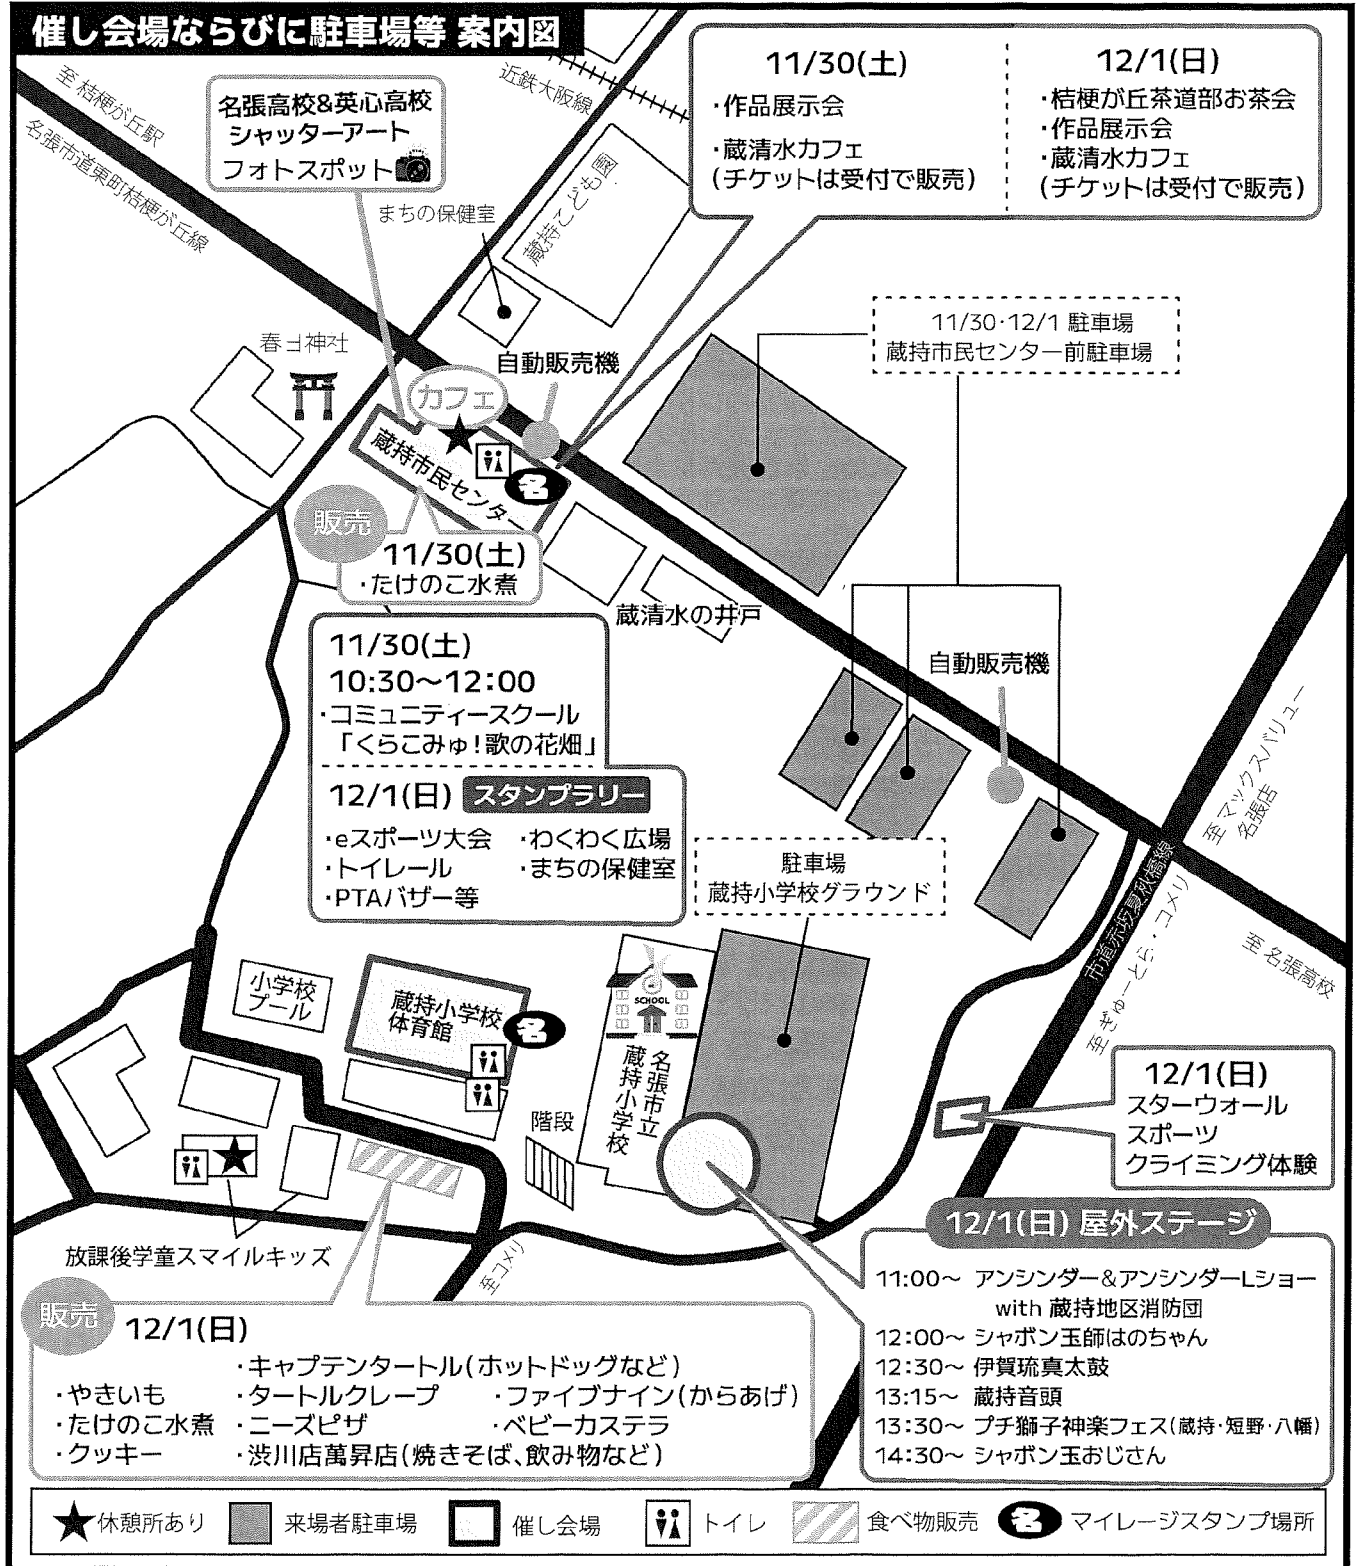 催し会場ならびに駐車場等 案内図
至 桔梗が丘駅
名張市道東町桔梗が丘線
近鉄大阪線
名張高校&英心高校
シャッターアート
フォトスポット
まちの保健室
蔵持こども園
11/30(土)
・作品展示会
・蔵清水カフェ
(チケットは受付で販売)
12/1(日)
・桔梗が丘茶道部お茶会
・作品展示会
・蔵清水カフェ
(チケットは受付で販売)
11/30・12/1 駐車場
蔵持市民センター前駐車場
春日神社
自動販売機
カフェ
蔵持市民センター
名
販売
11/30(土)
・たけのこ水煮
蔵清水の井戸
自動販売機
11/30(土)
10:30〜12:00
・コミュニティースクール
「くらこみゅ!歌の花畑」
12/1(日) スタンプラリー
・eスポーツ大会 ・わくわく広場
・トイレール ・まちの保健室
・PTAバザー等
駐車場
蔵持小学校グラウンド
至 マックスバリュー
名張店
市道赤坂夏秋橋線
至 ぎゅーとら・コメリ
至 名張高校
小学校
プール
蔵持小学校
体育館
名
SCHOOL
名張市立
蔵持小学校
階段
12/1(日)
スターウォール
スポーツ
クライミング体験
放課後学童スマイルキッズ
至コメリ
12/1(日) 屋外ステージ
11:00〜 アンシンダー&アンシンダーLショー
with 蔵持地区消防団
12:00〜 シャボン玉師はのちゃん
12:30〜 伊賀琉真太鼓
13:15〜 蔵持音頭
13:30〜 プチ獅子神楽フェス(蔵持・短野・八幡)
14:30〜 シャボン玉おじさん
販売
12/1(日)
・キャプテンタートル(ホットドッグなど)
・やきいも ・タートルクレープ ・ファイブナイン(からあげ)
・たけのこ水煮 ・ニーズピザ ・ベビーカステラ
・クッキー ・渋川店萬昇店(焼きそば、飲み物など)
休憩所あり 来場者駐車場 催し会場 トイレ 食べ物販売 名 マイレージスタンプ場所